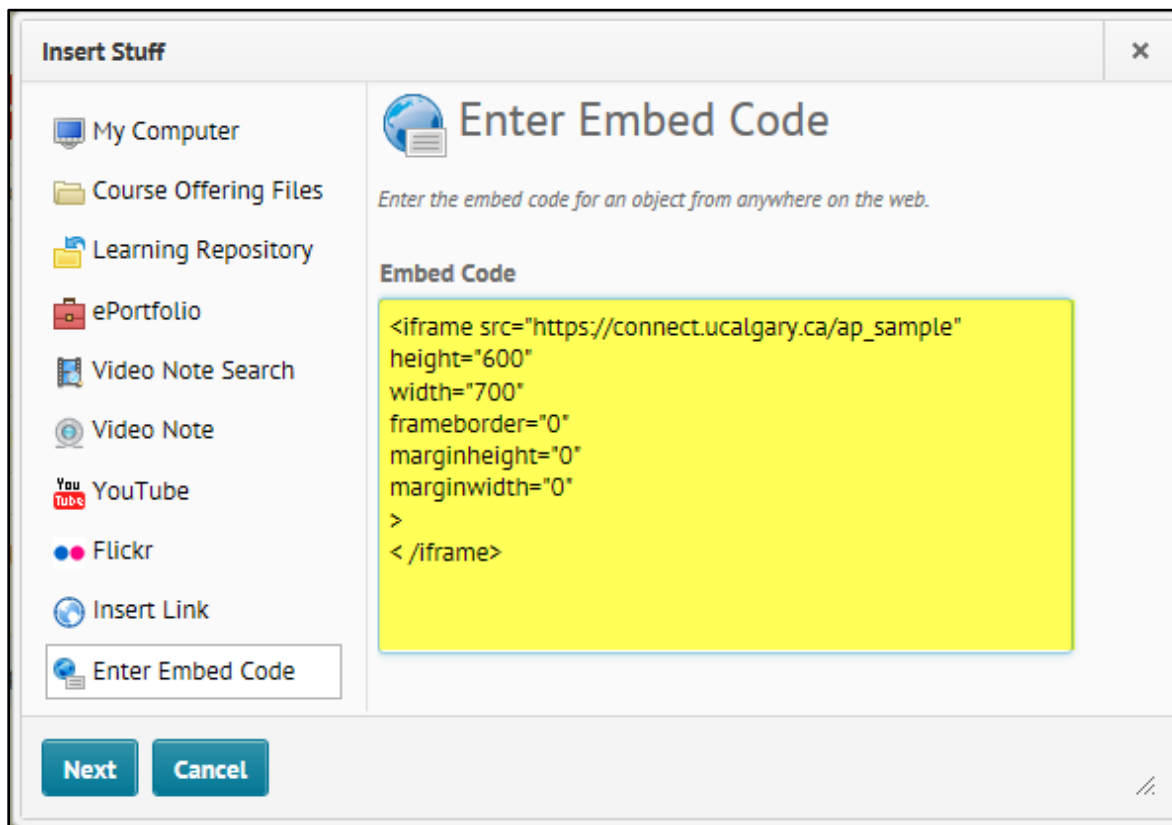 Insert Stuff
My Computer
Course Offering Files
Learning Repository
ePortfolio
Video Note Search
Video Note
You
Tube
YouTube
Flickr
Insert Link
Enter Embed Code
Enter Embed Code
Enter the embed code for an object from anywhere on the web.
Embed Code
<iframe src="https://connect.ucalgary.ca/ap_sample"
height="600"
width="700"
frameborder="0"
marginheight="0"
marginwidth="0"
>
< /iframe>
Next
Cancel